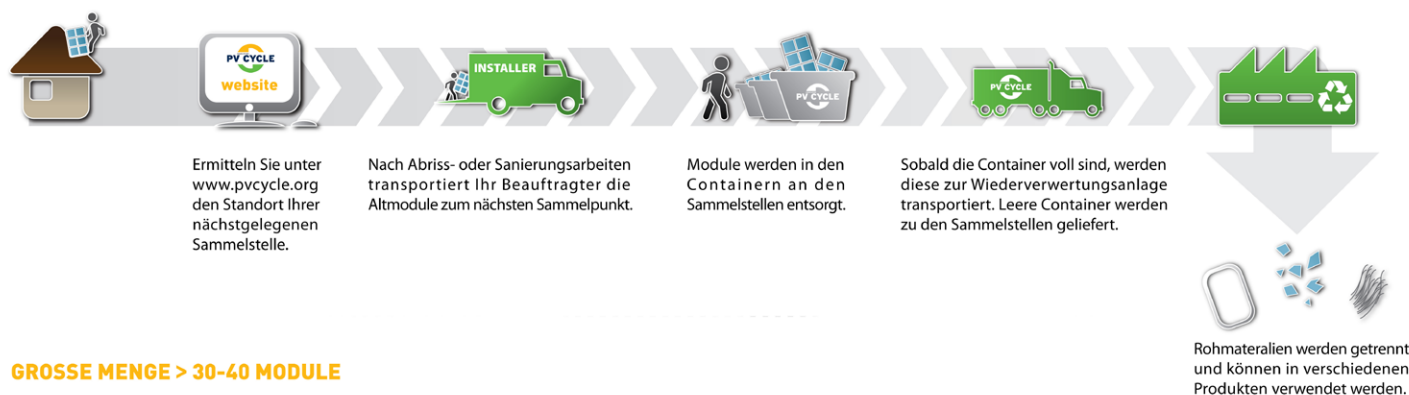 PV CYCLE
website
INSTALLER
PV CYCLE
PV CYCLE
Ermitteln Sie unter
www.pvcycle.org
den Standort Ihrer
nächstgelegenen
Sammelstelle.
Nach Abriss- oder Sanierungsarbeiten
transportiert Ihr Beauftragter die
Altmodule zum nächsten Sammelpunkt.
Module werden in den
Containern an den
Sammelstellen entsorgt.
Sobald die Container voll sind, werden
diese zur Wiederverwertungsanlage
transportiert. Leere Container werden
zu den Sammelstellen geliefert.
Rohmateralien werden getrennt
und können in verschiedenen
Produkten verwendet werden.
GROSSE MENGE > 30-40 MODULE